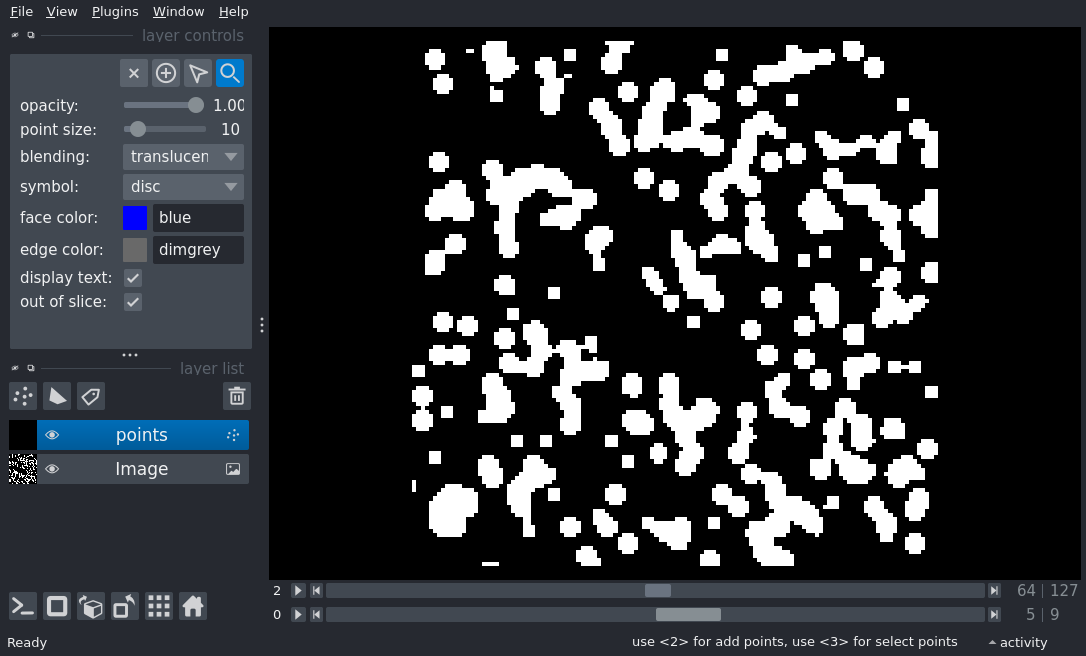 File View Plugins Window Help
layer controls
opacity: 1.00
point size: 10
blending: translucen
symbol: disc
face color: blue
edge color: dimgrey
display text:
out of slice:
layer list
points
Image
2 64 | 127
0 5 | 9
Ready use <2> for add points, use <3> for select points activity